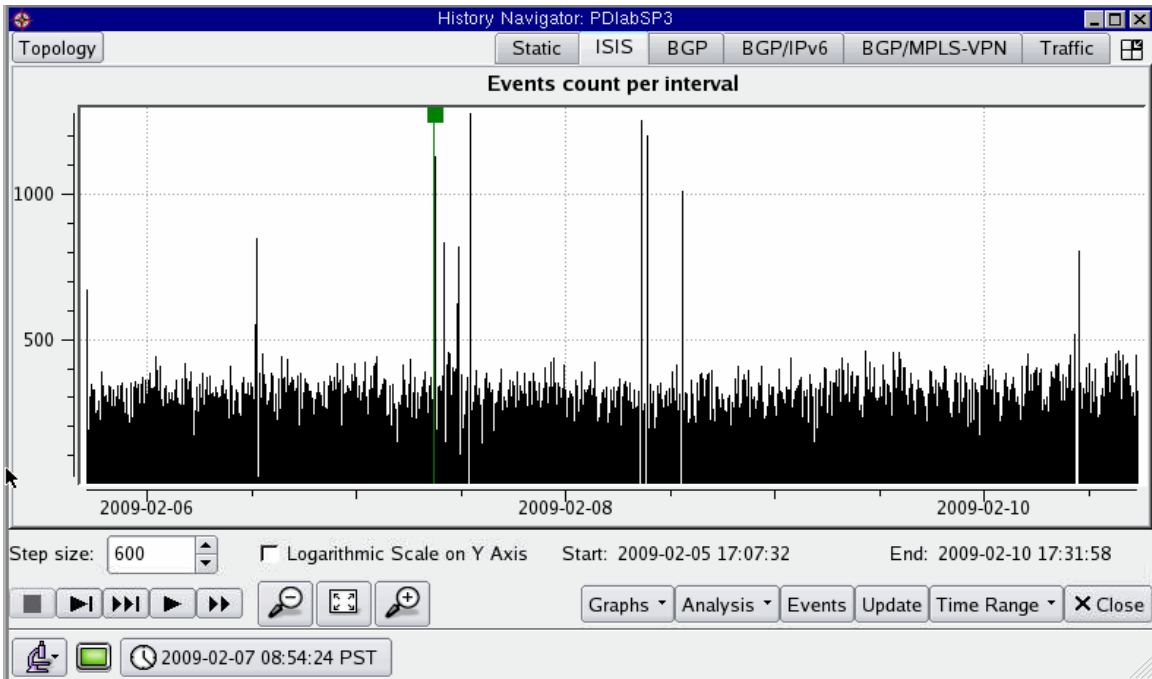 History Navigator: PDlabSP3
Topology Static ISIS BGP BGP/IPv6 BGP/MPLS-VPN Traffic
Events count per interval
1000
500
2009-02-06 2009-02-08 2009-02-10
Step size: 600 Logarithmic Scale on Y Axis Start: 2009-02-05 17:07:32 End: 2009-02-10 17:31:58
Graphs Analysis Events Update Time Range Close
2009-02-07 08:54:24 PST